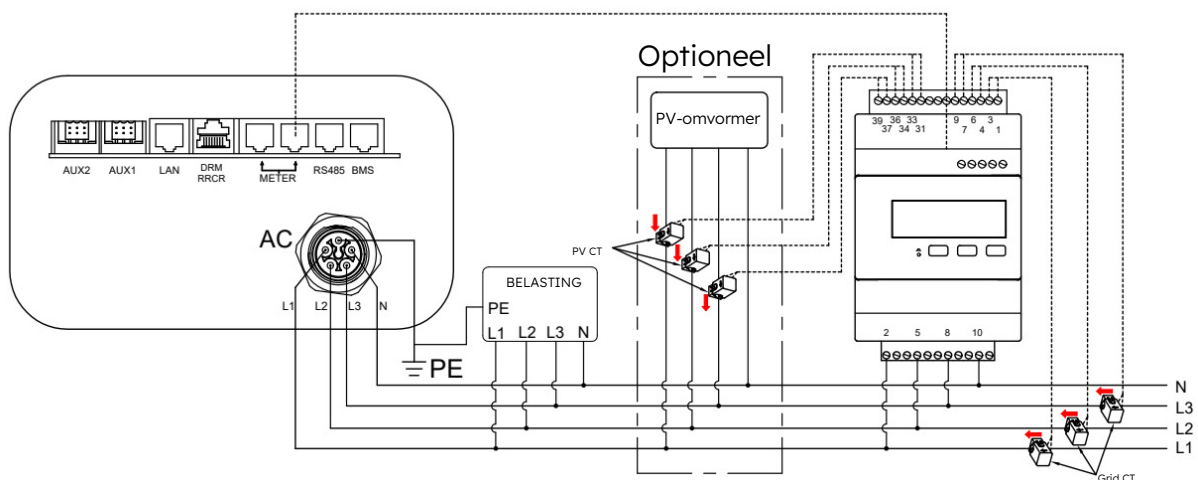 Optioneel
PV-omvormer
39 36 33 9 6 3
37 34 31 7 4 1
AUX2 AUX1 LAN DRM RRCR METER RS485 BMS
AC
L1 L2 L3 N
PV CT
BELASTING
PE
L1 L2 L3 N
PE
2 5 8 10
N
L3
L2
L1
Grid CT